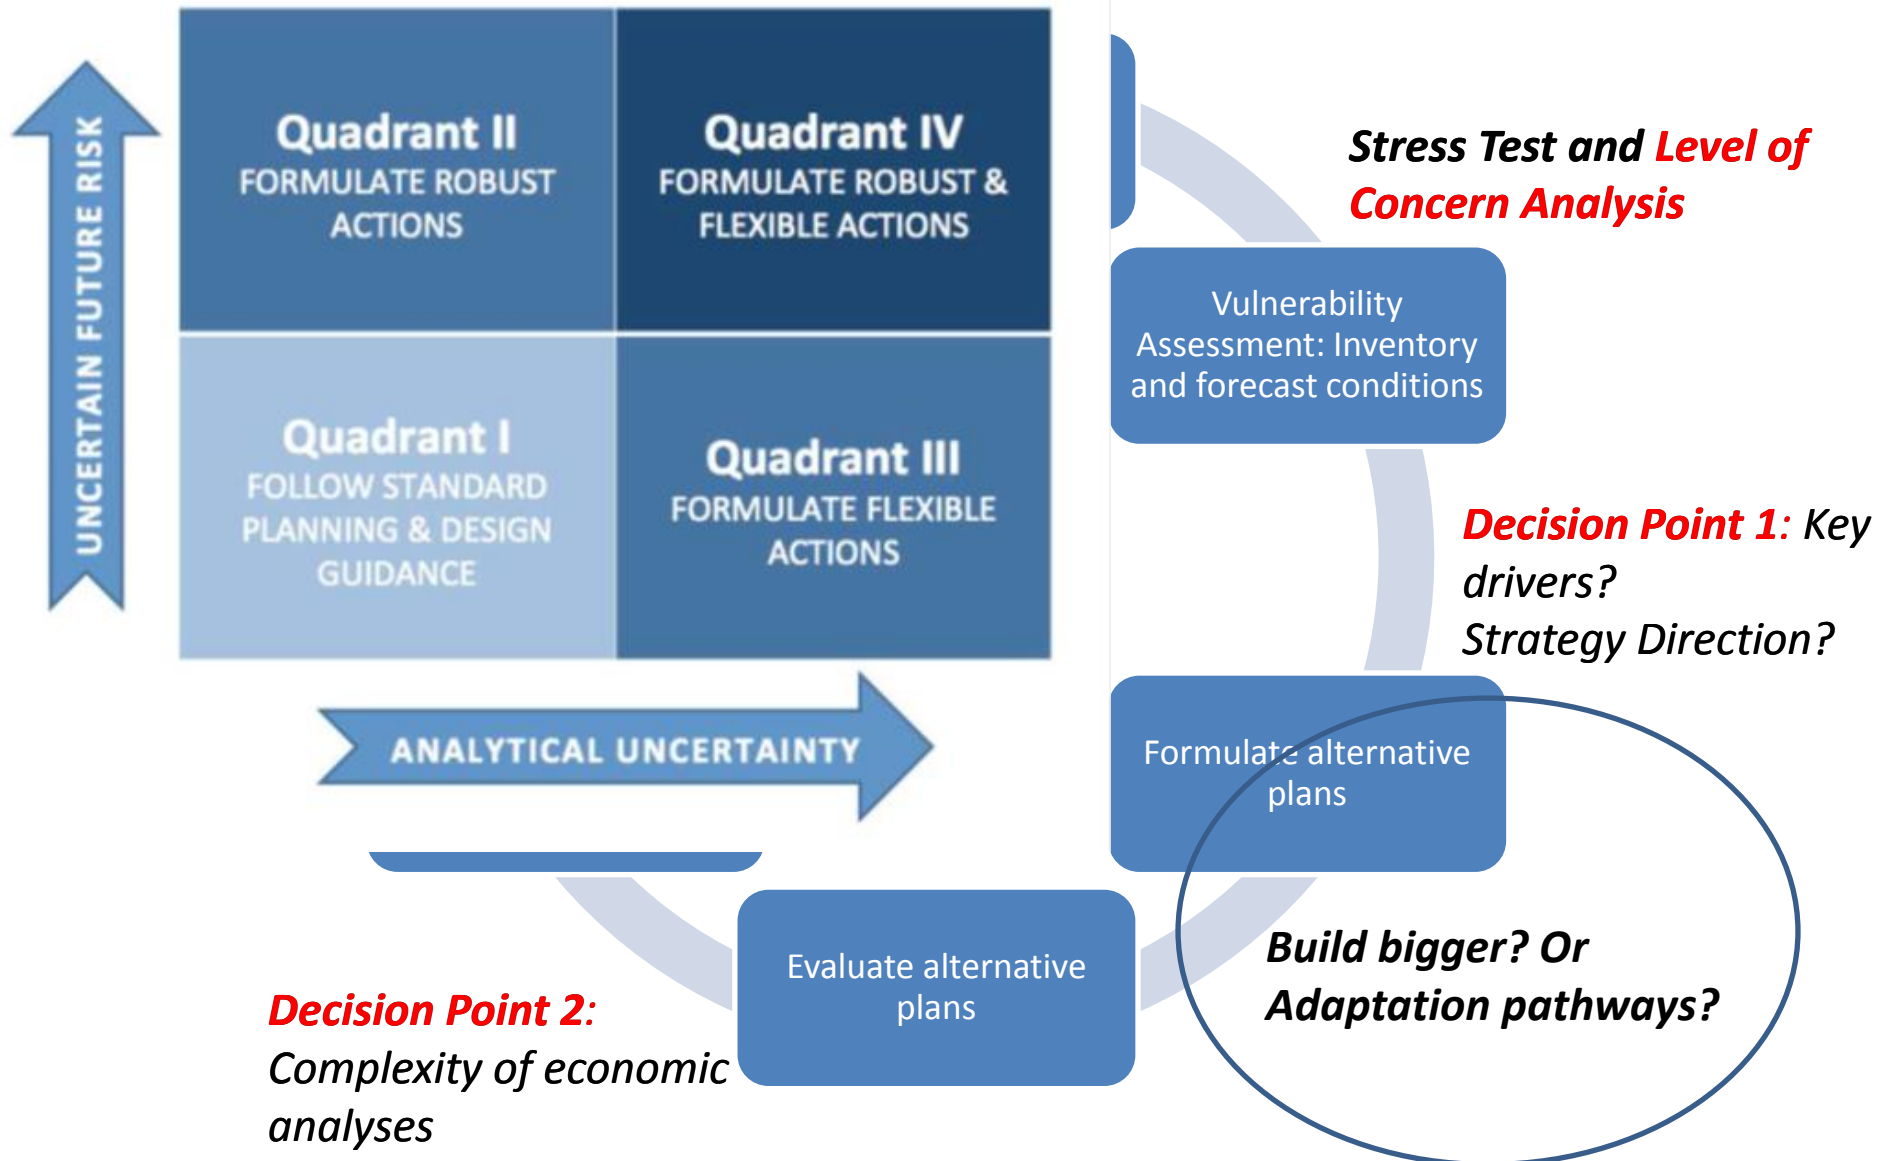 UNCERTAIN FUTURE RISK
Quadrant II
FORMULATE ROBUST
ACTIONS
Quadrant IV
FORMULATE ROBUST &
FLEXIBLE ACTIONS
Quadrant I
FOLLOW STANDARD
PLANNING & DESIGN
GUIDANCE
Quadrant III
FORMULATE FLEXIBLE
ACTIONS
ANALYTICAL UNCERTAINTY
Stress Test and Level of
Concern Analysis
Vulnerability
Assessment: Inventory
and forecast conditions
Decision Point 1: Key
drivers?
Strategy Direction?
Formulate alternative
plans
Build bigger? Or
Adaptation pathways?
Evaluate alternative
plans
Decision Point 2:
Complexity of economic
analyses